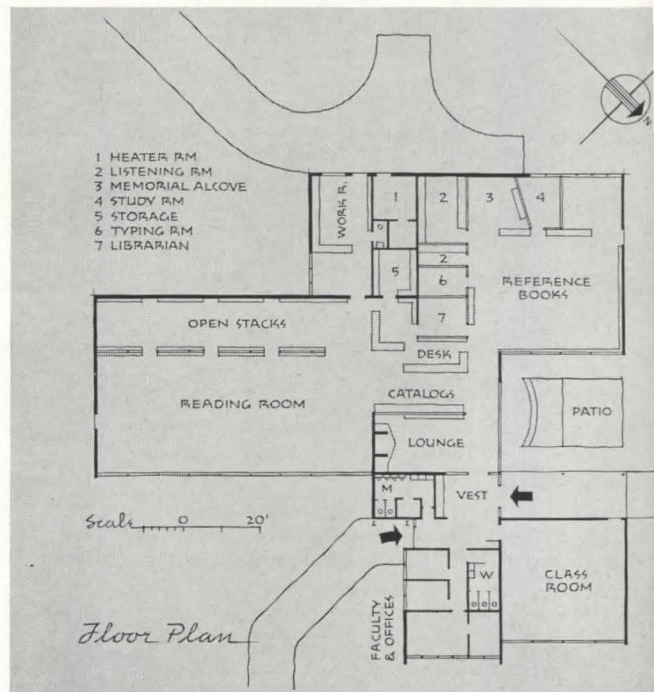 N
1 HEATER RM
2 LISTENING RM
3 MEMORIAL ALCOVE
4 STUDY RM
5 STORAGE
6 TYPING RM
7 LIBRARIAN
WORK R.
1
2
3
4
5
2
6
7
REFERENCE
BOOKS
OPEN STACKS
DESK
READING ROOM
CATALOGS
PATIO
LOUNGE
M
VEST
Scale 0 20'
W
CLASS
ROOM
FACULTY
& OFFICES
Floor Plan